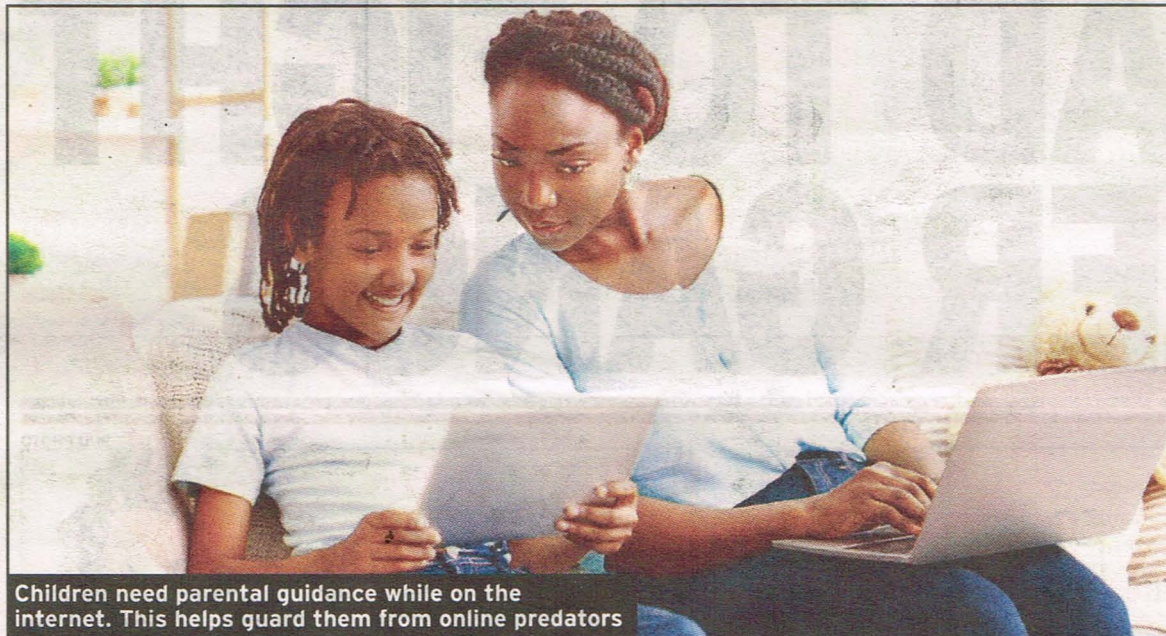 Children need parental guidance while on the
internet. This helps guard them from online predators